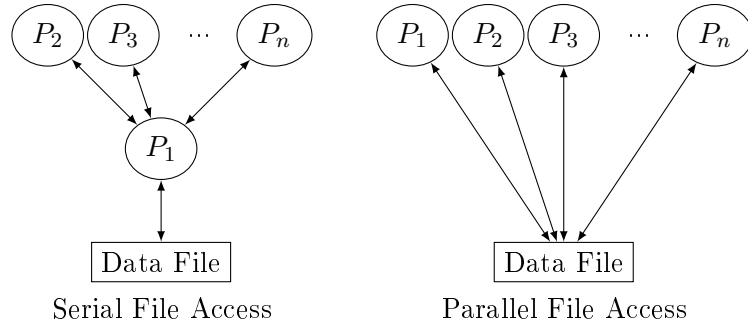 P2 P3 ... Pn
P1
Data File
Serial File Access
P1 P2 P3 ... Pn
Data File
Parallel File Access